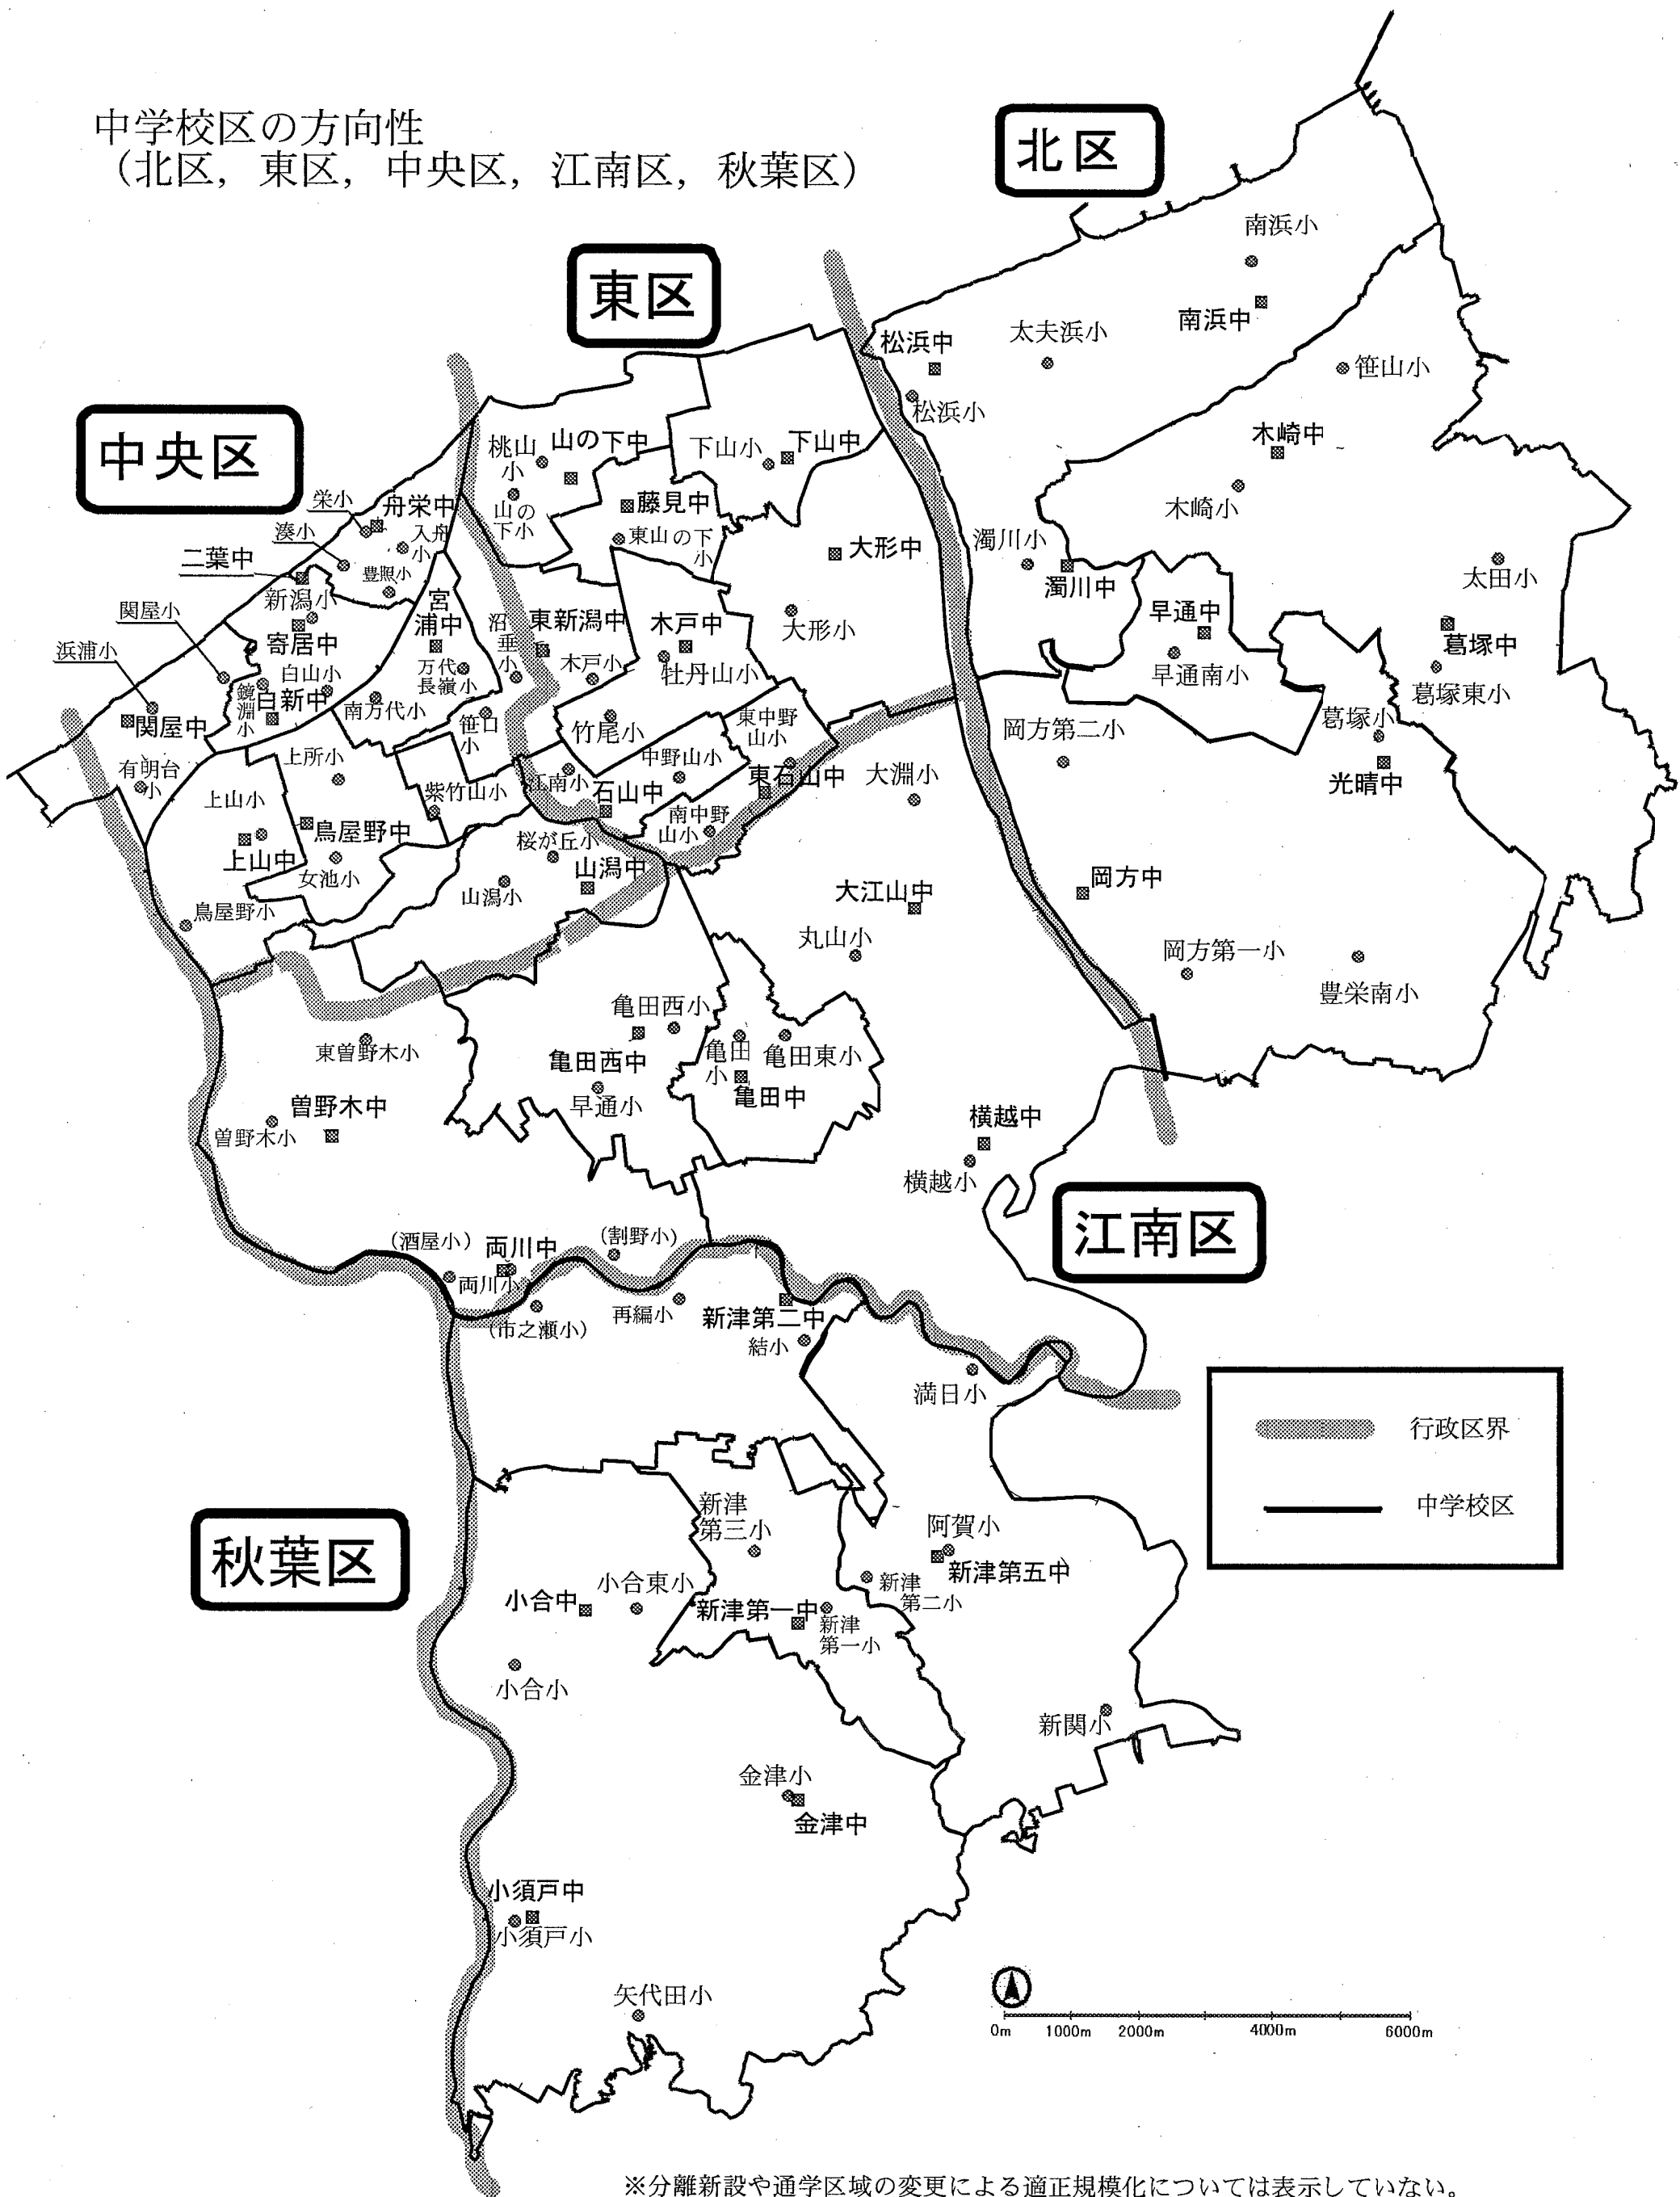 中学校区の方向性
（北区，東区，中央区，江南区，秋葉区）
北区
南浜小
南浜中
東区
松浜中
太夫浜小
笹山小
松浜小
中央区
木崎中
木崎小
桃山
小
山の下中
下山小
下山中
山の
下小
藤見中
東山の下
小
大形中
大形小
栄小
舟栄中
入舟
小
湊小
二葉中
豊照小
新潟小
関屋小
寄居中
浜浦小
白山小
鏡
淵
小
白新中
関屋中
宮
浦中
万代
長嶺小
沼
垂
小
東新潟中
木戸小
木戸中
牡丹山小
南万代小
笹口
小
竹尾小
東中野
山小
中野山小
江南小
石山中
東石山中
南中野
山小
有明台
小
上所小
上山小
紫竹山小
鳥屋野中
上山中
女池小
桜が丘小
山潟中
山潟小
鳥屋野小
濁川小
濁川中
早通中
早通南小
太田小
葛塚中
葛塚東小
葛塚小
光晴中
岡方第二小
岡方中
岡方第一小
豊栄南小
大淵小
大江山中
丸山小
亀田西小
亀田西中
早通小
亀田
小
亀田東小
亀田中
東曽野木小
曽野木中
曽野木小
横越中
横越小
江南区
（酒屋小）
両川中
両川小
（割野小）
（市之瀬小）
再編小
新津第二中
結小
満日小
行政区界
中学校区
秋葉区
新津
第三小
阿賀小
新津第五中
新津
第二小
小合中
小合東小
新津第一中
新津
第一小
小合小
新関小
金津小
金津中
小須戸中
小須戸小
矢代田小
0m
1000m
2000m
4000m
6000m
※分離新設や通学区域の変更による適正規模化については表示していない。